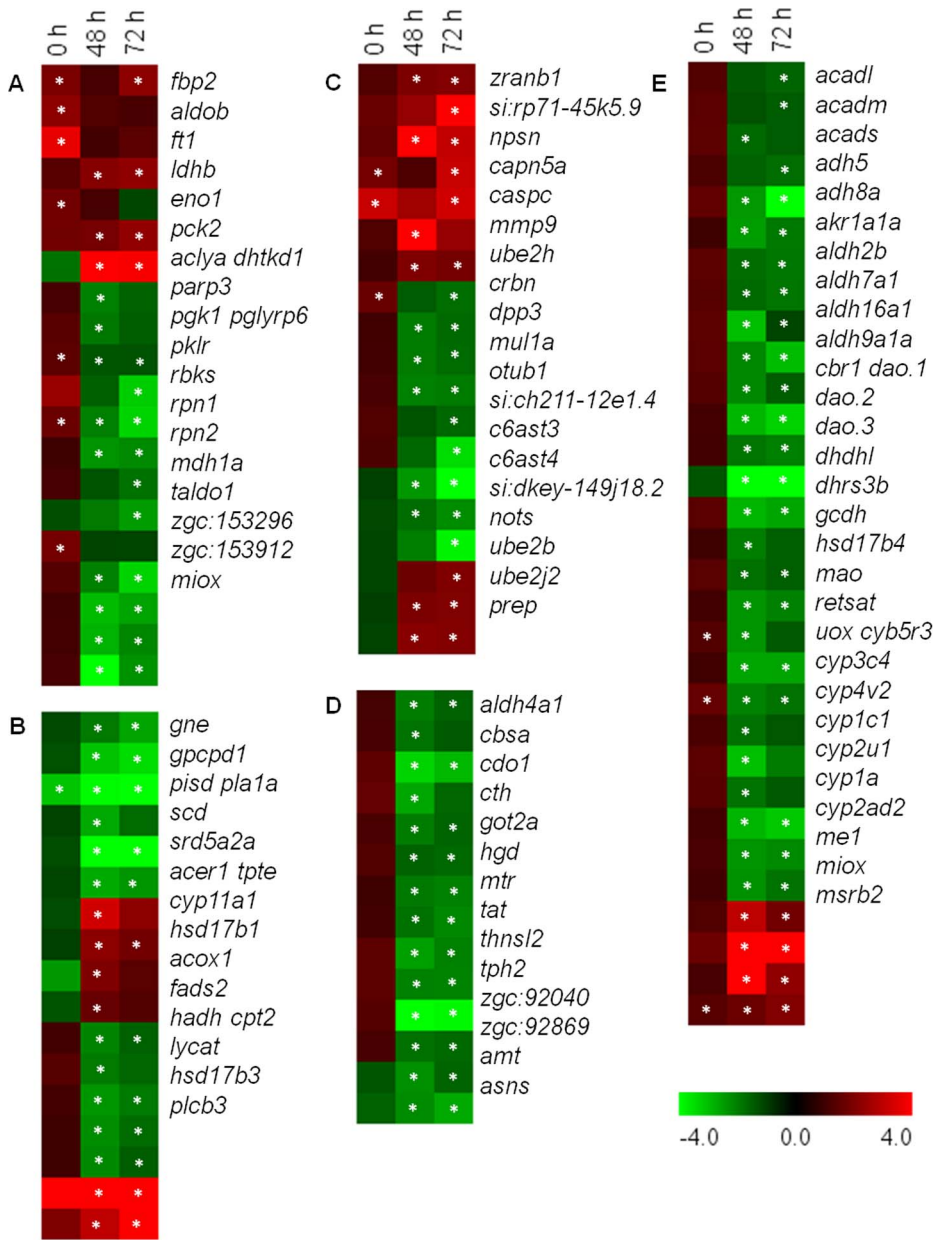 A
0 h 48 h 72 h
*fbp2*
*aldob*
*ft1*
*ldhb*
*eno1*
*pck2*
*aclya dhtkd1*
*parp3*
*pgk1 pglyrp6*
*pklr*
*rbks*
*rpn1*
*rpn2*
*mdh1a*
*taldo1*
*zgc:153296*
*zgc:153912*
*miox*
B
*gne*
*gpcpd1*
*pisd pla1a*
*scd*
*srd5a2a*
*acer1 tpte*
*cyp11a1*
*hsd17b1*
*acox1*
*fads2*
*hadh cpt2*
*lycat*
*hsd17b3*
*plcb3*
C
0 h 48 h 72 h
*zranb1*
*si:rp71-45k5.9*
*npsn*
*capn5a*
*caspc*
*mmp9*
*ube2h*
*crbn*
*dpp3*
*mul1a*
*otub1*
*si:ch211-12e1.4*
*c6ast3*
*c6ast4*
*si:dkey-149j18.2*
*nots*
*ube2b*
*ube2j2*
*prep*
D
*aldh4a1*
*cbsa*
*cdo1*
*cth*
*got2a*
*hgd*
*mtr*
*tat*
*thnsl2*
*tph2*
*zgc:92040*
*zgc:92869*
*amt*
*asns*
E
0 h 48 h 72 h
*acadl*
*acadm*
*acads*
*adh5*
*adh8a*
*akr1a1a*
*aldh2b*
*aldh7a1*
*aldh16a1*
*aldh9a1a*
*cbr1 dao.1*
*dao.2*
*dao.3*
*dhdhl*
*dhrs3b*
*gcdh*
*hsd17b4*
*mao*
*retsat*
*uox cyb5r3*
*cyp3c4*
*cyp4v2*
*cyp1c1*
*cyp2u1*
*cyp1a*
*cyp2ad2*
*me1*
*miox*
*msrb2*
-4.0 0.0 4.0